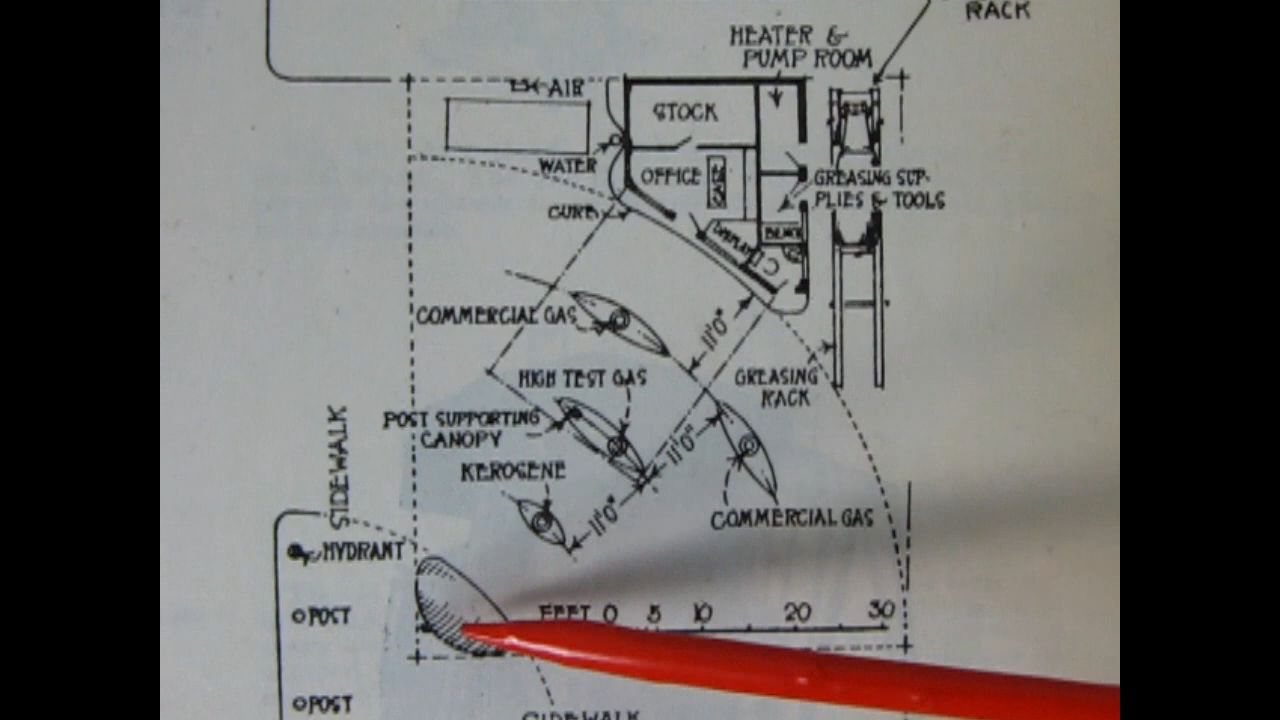 RACK
HEATER &
PUMP ROOM
AIR
STOCK
WATER
OFFICE
GREASING SUP-
PLIES & TOOLS
CURB
DISPLAY
BENCH
COMMERCIAL GAS
11'0"
HIGH TEST GAS
GREASING
RACK
POST SUPPORTING
CANOPY
11'0"
KEROSENE
SIDEWALK
11'0"
COMMERCIAL GAS
HYDRANT
POST
FEET 0 5 10 20 30
POST
SIDEWALK